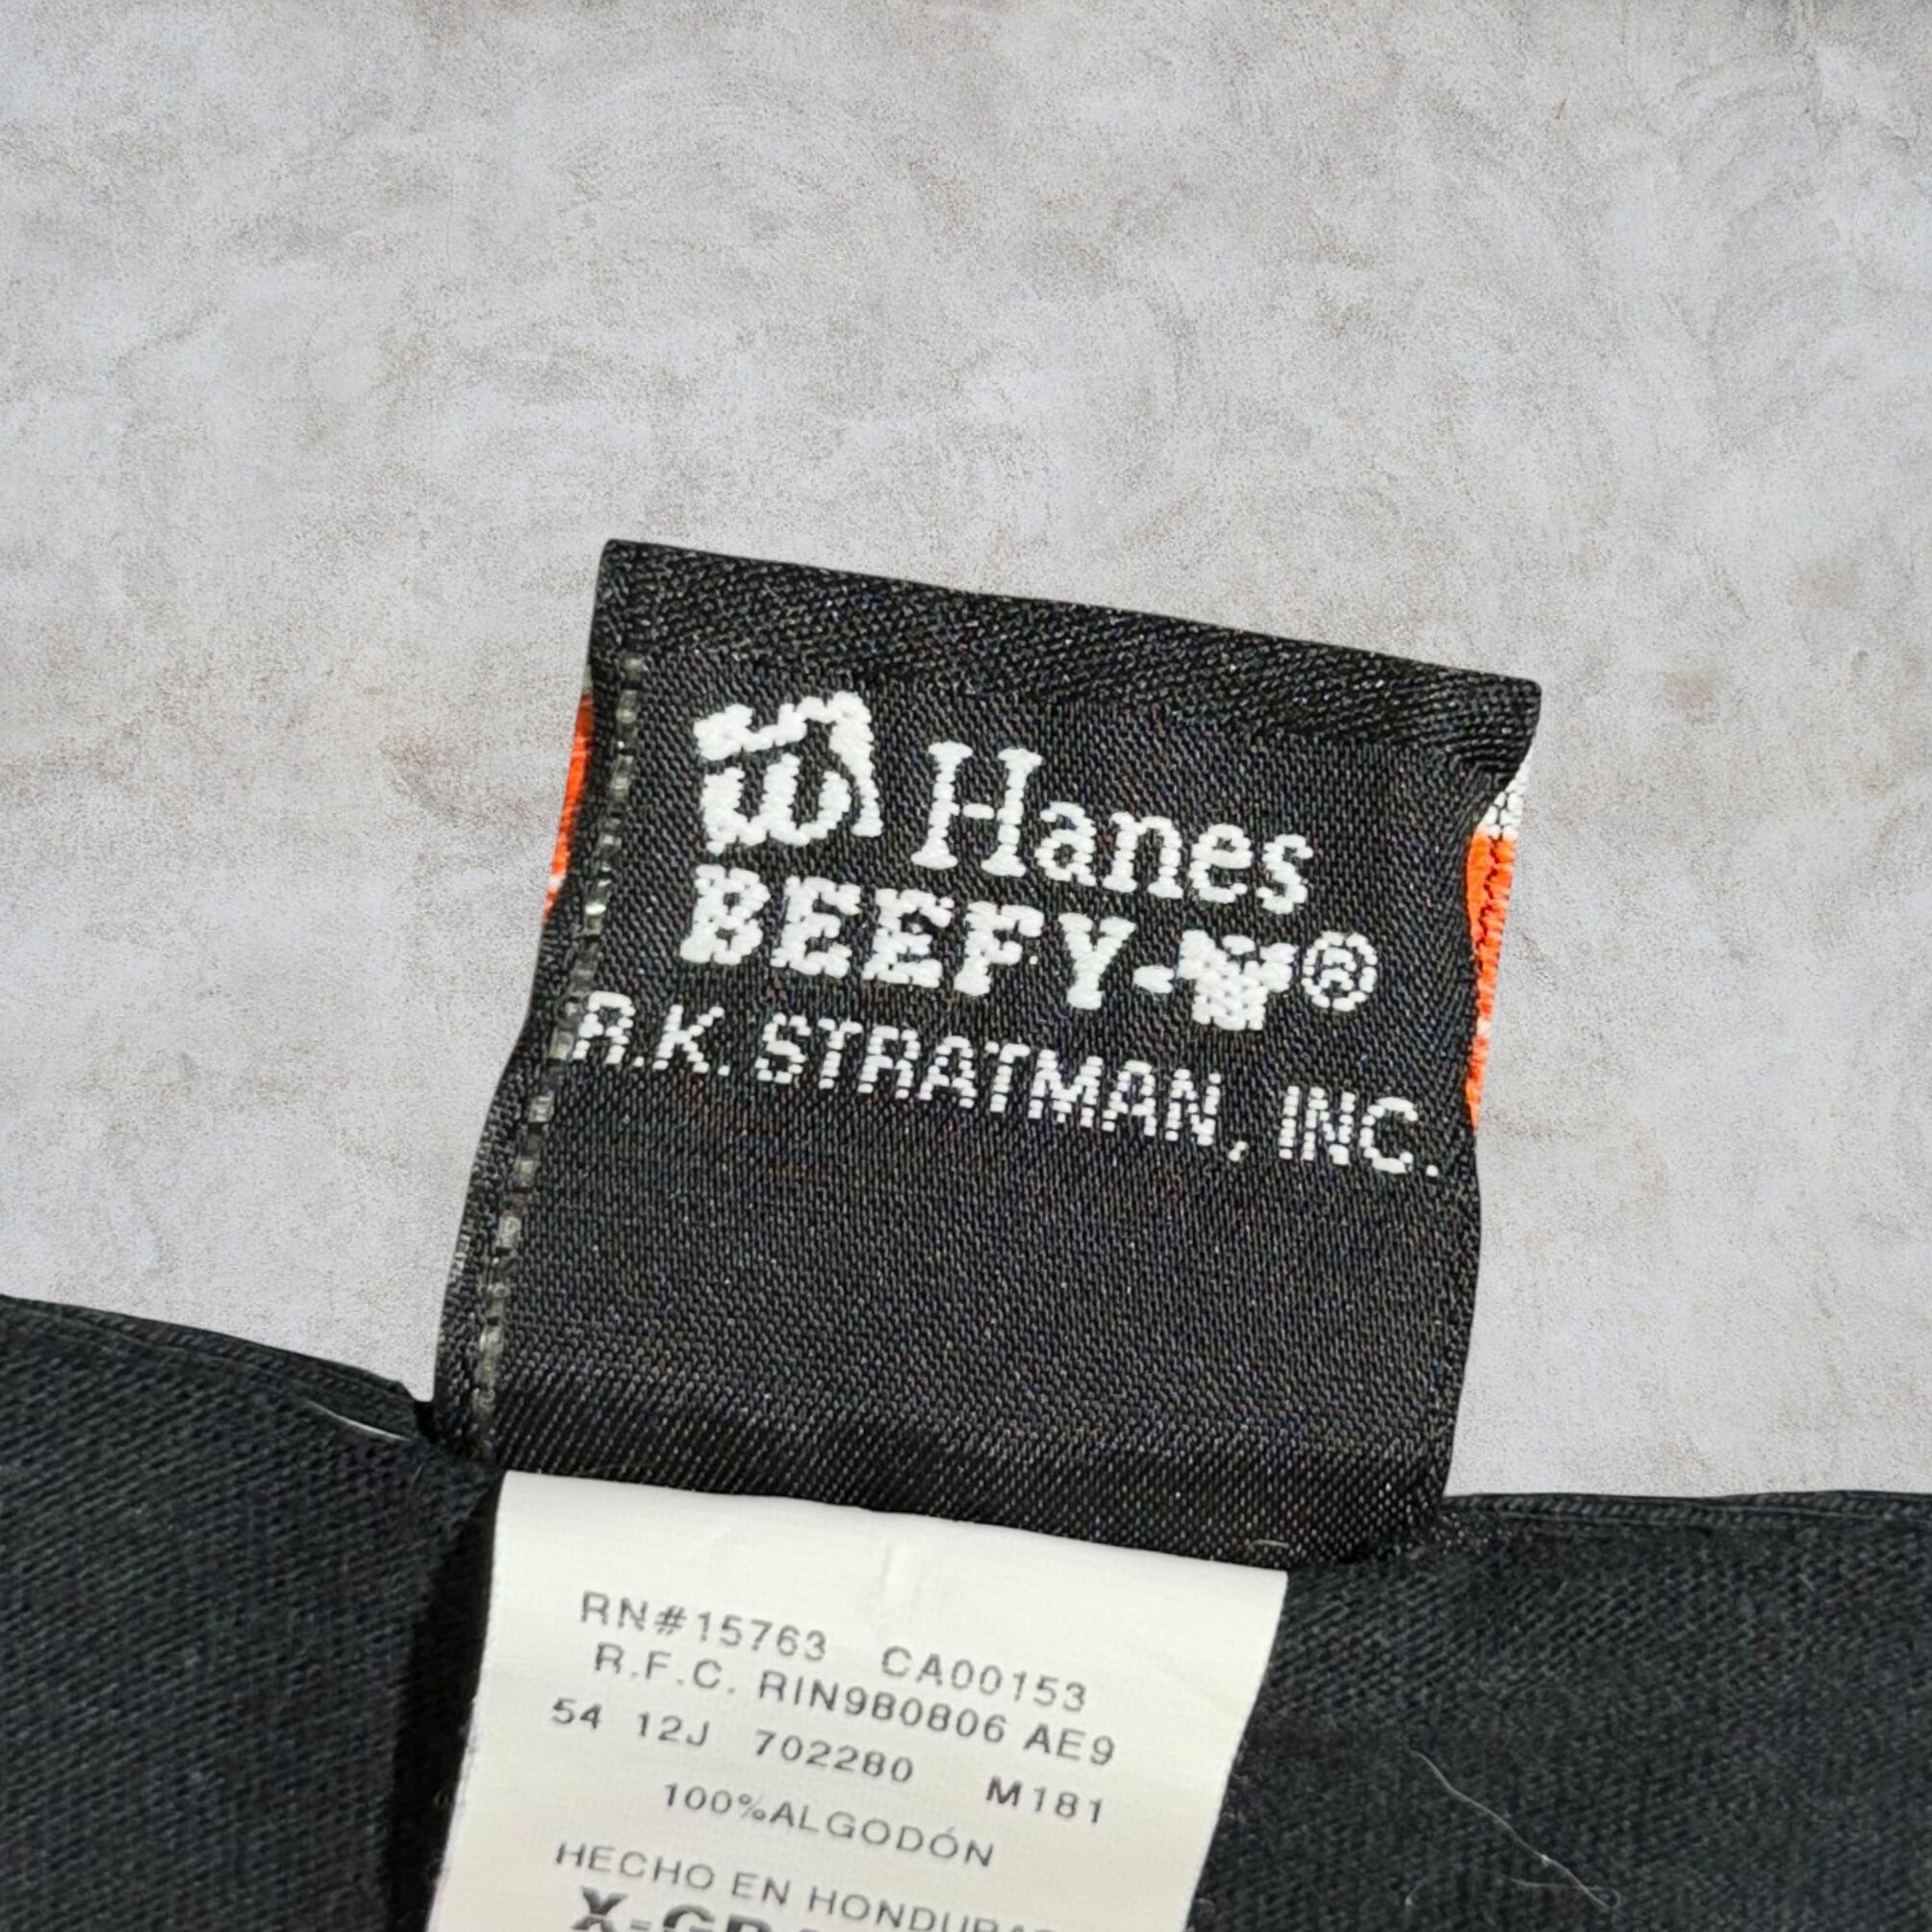 Hanes
BEEFY-T®
R.K. STRATMAN, INC.
RN#15763 CA00153
R.F.C. RIN980806 AE9
54 12J 702280 M181
100%ALGODÓN
HECHO EN HONDURAS